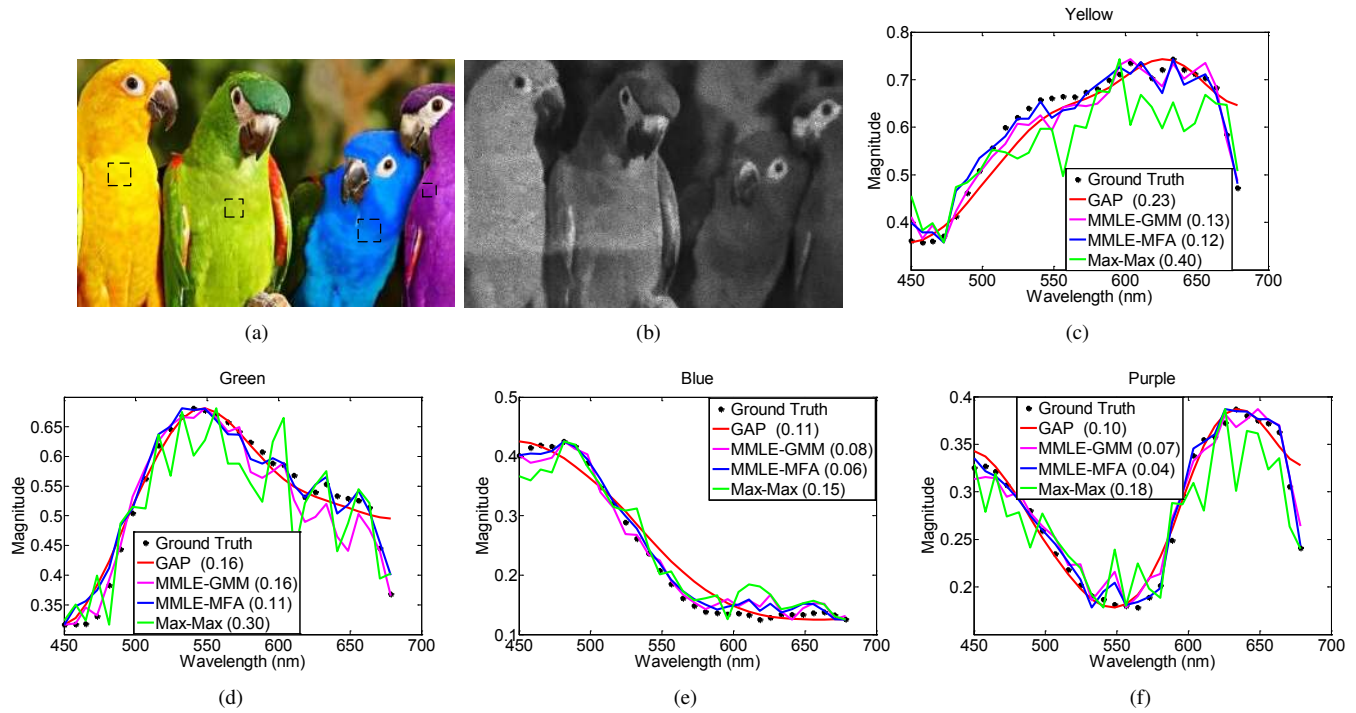 (a)
(b)
Yellow
Magnitude
0.8
0.7
0.6
0.5
0.4
Ground Truth
GAP (0.23)
MMLE-GMM (0.13)
MMLE-MFA (0.12)
Max-Max (0.40)
450 500 550 600 650 700
Wavelength (nm)
(c)
Green
Magnitude
0.65
0.6
0.55
0.5
0.45
0.4
0.35
Ground Truth
GAP (0.16)
MMLE-GMM (0.16)
MMLE-MFA (0.11)
Max-Max (0.30)
450 500 550 600 650 700
Wavelength (nm)
(d)
Blue
Magnitude
0.5
0.4
0.3
0.2
0.1
Ground Truth
GAP (0.11)
MMLE-GMM (0.08)
MMLE-MFA (0.06)
Max-Max (0.15)
450 500 550 600 650 700
Wavelength (nm)
(e)
Purple
Magnitude
0.4
0.35
0.3
0.25
0.2
0.15
Ground Truth
GAP (0.10)
MMLE-GMM (0.07)
MMLE-MFA (0.04)
Max-Max (0.18)
450 500 550 600 650 700
Wavelength (nm)
(f)